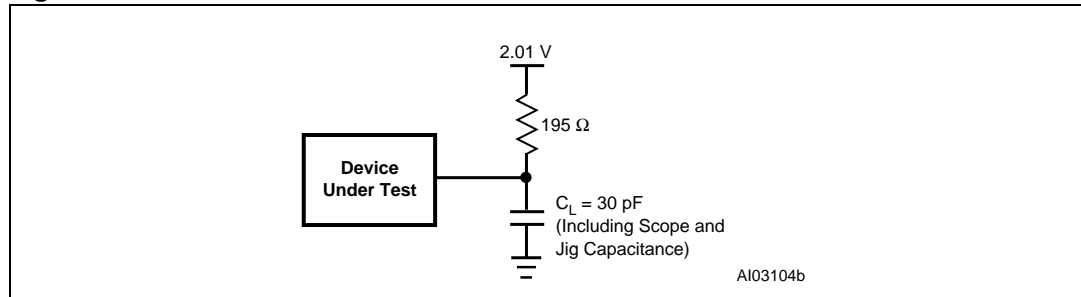 2.01 V
195 Ω
Device
Under Test
C_L = 30 pF
(Including Scope and
Jig Capacitance)
AI03104b